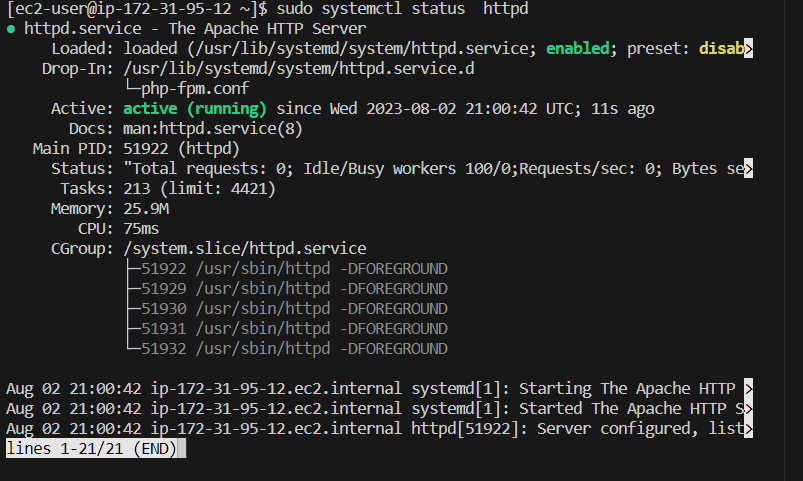 [ec2-user@ip-172-31-95-12 ~]$ sudo systemctl status  httpd
● httpd.service - The Apache HTTP Server
     Loaded: loaded (/usr/lib/systemd/system/httpd.service; enabled; preset: disab>
    Drop-In: /usr/lib/systemd/system/httpd.service.d
             └─php-fpm.conf
     Active: active (running) since Wed 2023-08-02 21:00:42 UTC; 11s ago
       Docs: man:httpd.service(8)
   Main PID: 51922 (httpd)
     Status: "Total requests: 0; Idle/Busy workers 100/0;Requests/sec: 0; Bytes se>
      Tasks: 213 (limit: 4421)
     Memory: 25.9M
        CPU: 75ms
     CGroup: /system.slice/httpd.service
             ├─51922 /usr/sbin/httpd -DFOREGROUND
             ├─51929 /usr/sbin/httpd -DFOREGROUND
             ├─51930 /usr/sbin/httpd -DFOREGROUND
             ├─51931 /usr/sbin/httpd -DFOREGROUND
             └─51932 /usr/sbin/httpd -DFOREGROUND

Aug 02 21:00:42 ip-172-31-95-12.ec2.internal systemd[1]: Starting The Apache HTTP >
Aug 02 21:00:42 ip-172-31-95-12.ec2.internal systemd[1]: Started The Apache HTTP S>
Aug 02 21:00:42 ip-172-31-95-12.ec2.internal httpd[51922]: Server configured, list>
lines 1-21/21 (END)